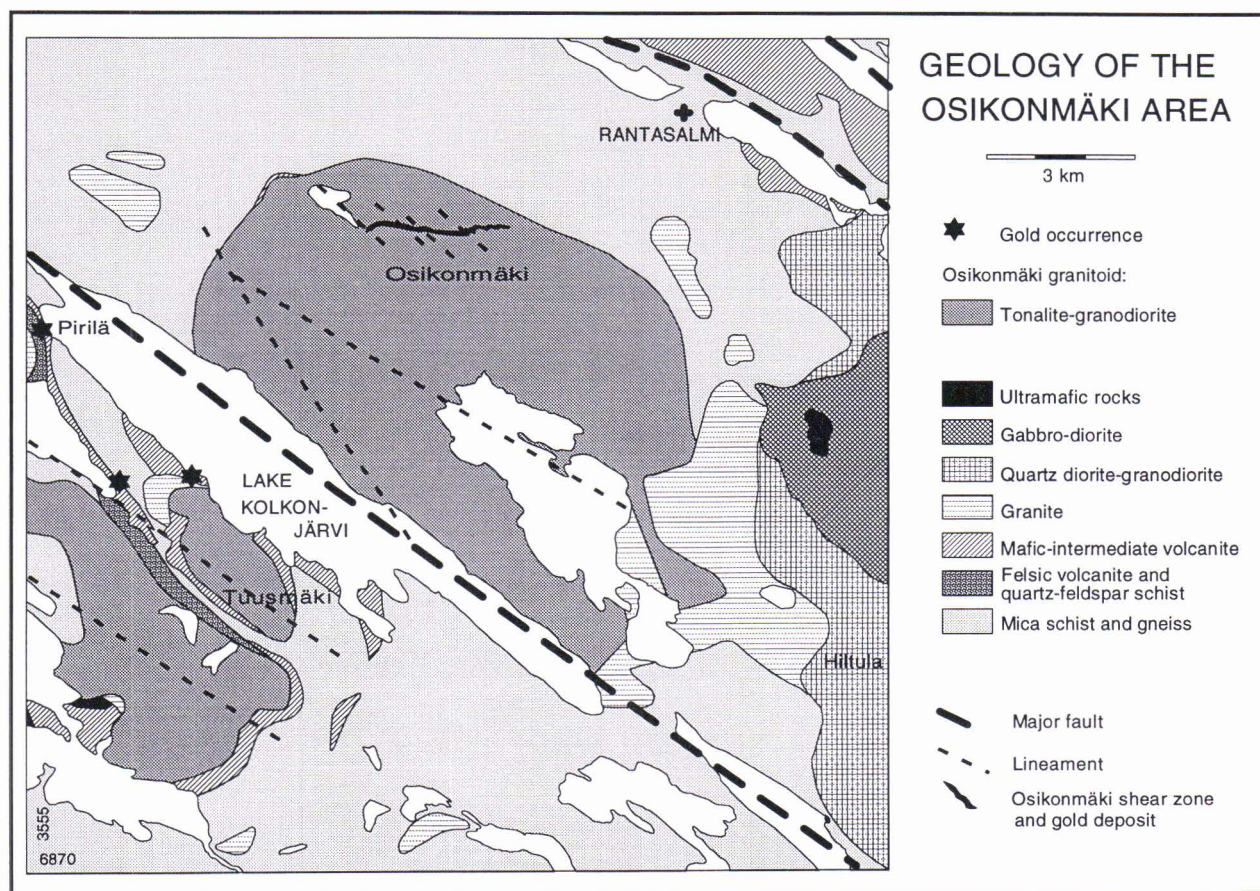 GEOLOGY OF THE
OSIKONMÄKI AREA
3 km
Gold occurrence
Osikonmäki granitoid:
Tonalite-granodiorite
Ultramafic rocks
Gabbro-diorite
Quartz diorite-granodiorite
Granite
Mafic-intermediate volcanite
Felsic volcanite and
quartz-feldspar schist
Mica schist and gneiss
Major fault
Lineament
Osikonmäki shear zone
and gold deposit
RANTASALMI
Osikonmäki
Pirilä
LAKE
KOLKON-
JÄRVI
Tuusmäki
Hiltula
3555
6870